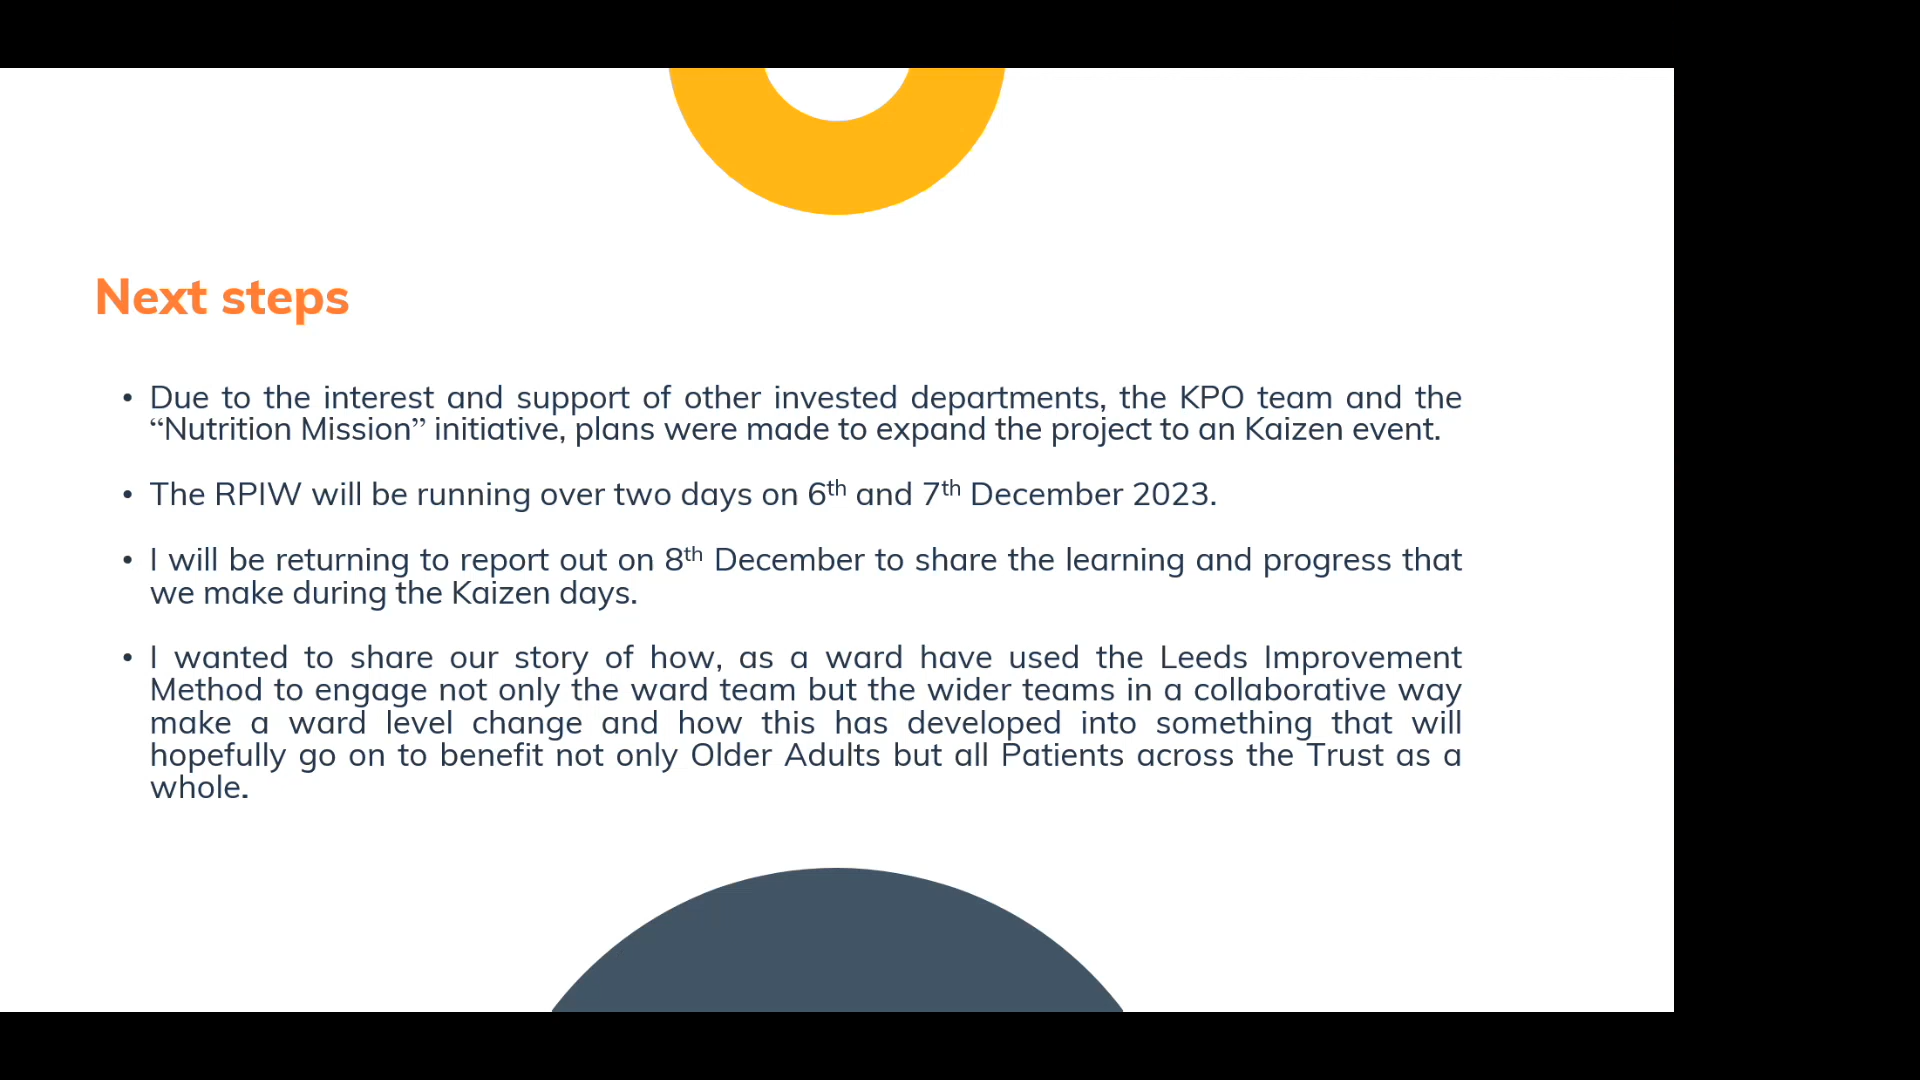 Next steps
• Due to the interest and support of other invested departments, the KPO team and the
“Nutrition Mission” initiative, plans were made to expand the project to an Kaizen event.
• The RPIW will be running over two days on 6th and 7th December 2023.
• I will be returning to report out on 8th December to share the learning and progress that
we make during the Kaizen days.
• I wanted to share our story of how, as a ward have used the Leeds Improvement
Method to engage not only the ward team but the wider teams in a collaborative way
make a ward level change and how this has developed into something that will
hopefully go on to benefit not only Older Adults but all Patients across the Trust as a
whole.